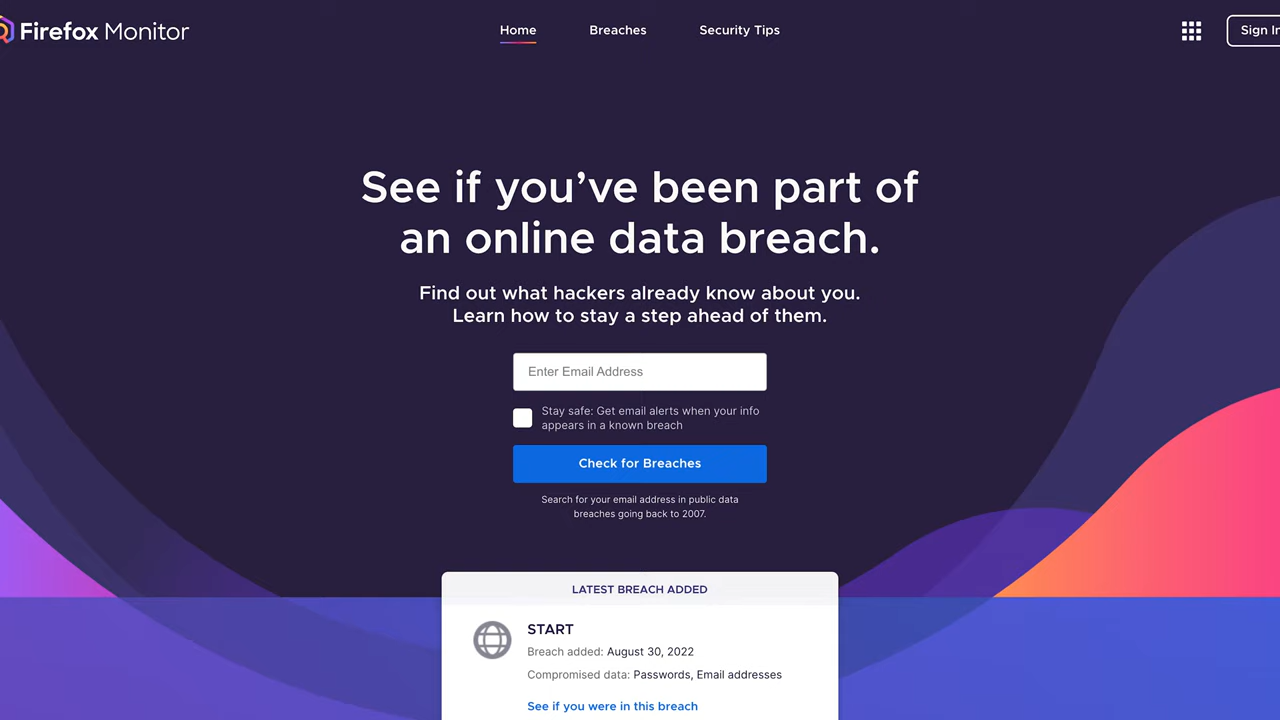 Firefox Monitor
Home
Breaches
Security Tips
Sign In
See if you’ve been part of
an online data breach.
Find out what hackers already know about you.
Learn how to stay a step ahead of them.
Enter Email Address
Stay safe: Get email alerts when your info
appears in a known breach
Check for Breaches
Search for your email address in public data
breaches going back to 2007.
LATEST BREACH ADDED
START
Breach added: August 30, 2022
Compromised data: Passwords, Email addresses
See if you were in this breach